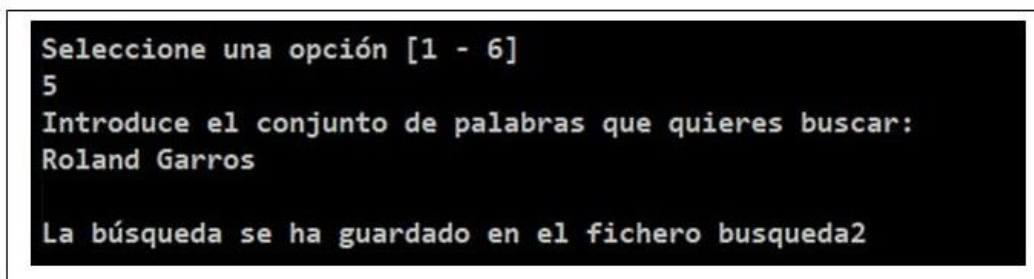 Seleccione una opción [1 - 6]
5
Introduce el conjunto de palabras que quieres buscar:
Roland Garros
La búsqueda se ha guardado en el fichero busqueda2